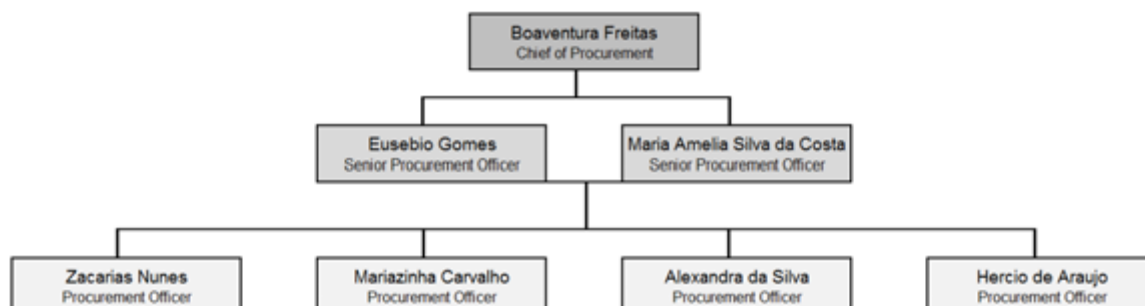 Boaventura Freitas
Chief of Procurement
Eusebio Gomes
Senior Procurement Officer
Maria Amelia Silva da Costa
Senior Procurement Officer
Zacarias Nunes
Procurement Officer
Mariazinha Carvalho
Procurement Officer
Alexandra da Silva
Procurement Officer
Hercio de Araujo
Procurement Officer